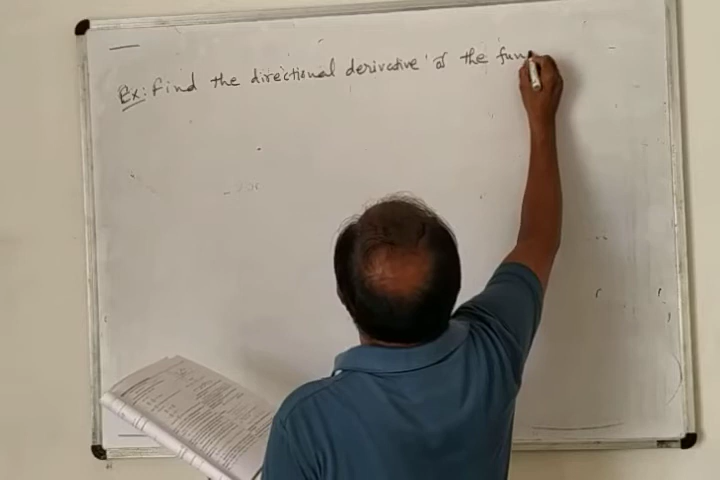 Ex: Find the directional derivative of the fun